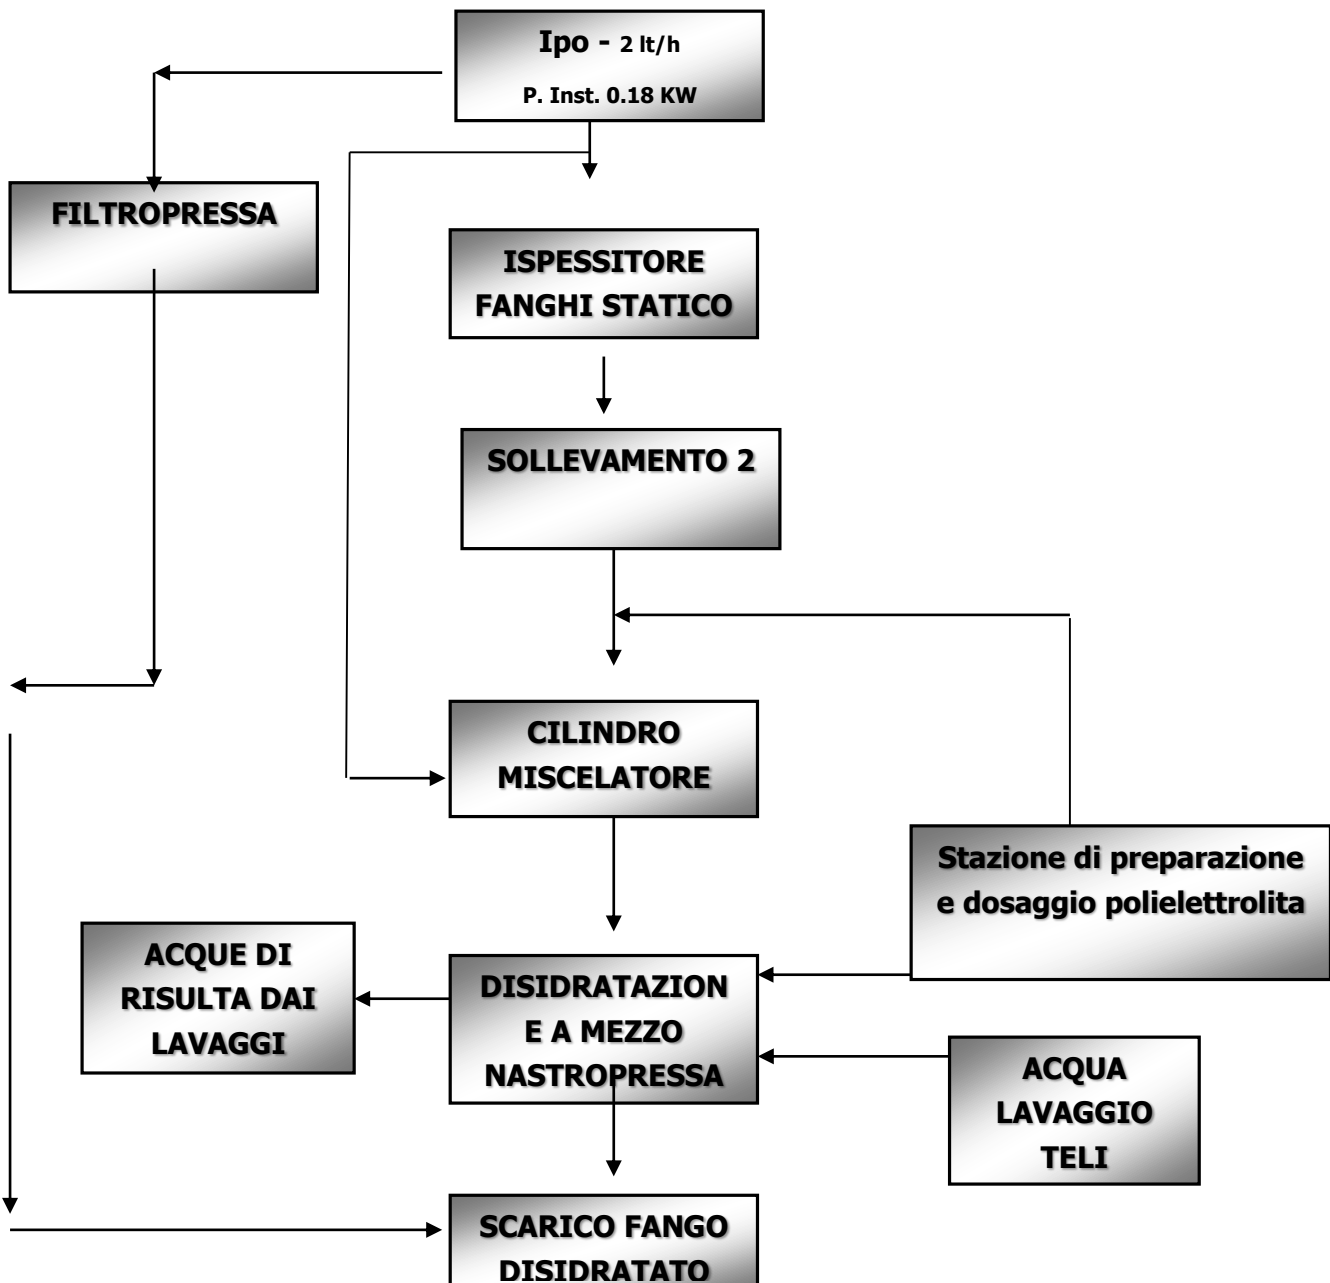 Ipo - 2 lt/h
P. Inst. 0.18 KW
FILTROPRESSA
ISPESSITORE
FANGHI STATICO
SOLLEVAMENTO 2
CILINDRO
MISCELATORE
Stazione di preparazione
e dosaggio polielettrolita
ACQUE DI
RISULTA DAI
LAVAGGI
DISIDRATAZION
E A MEZZO
NASTROPRESSA
ACQUA
LAVAGGIO
TELI
SCARICO FANGO
DISIDRATATO